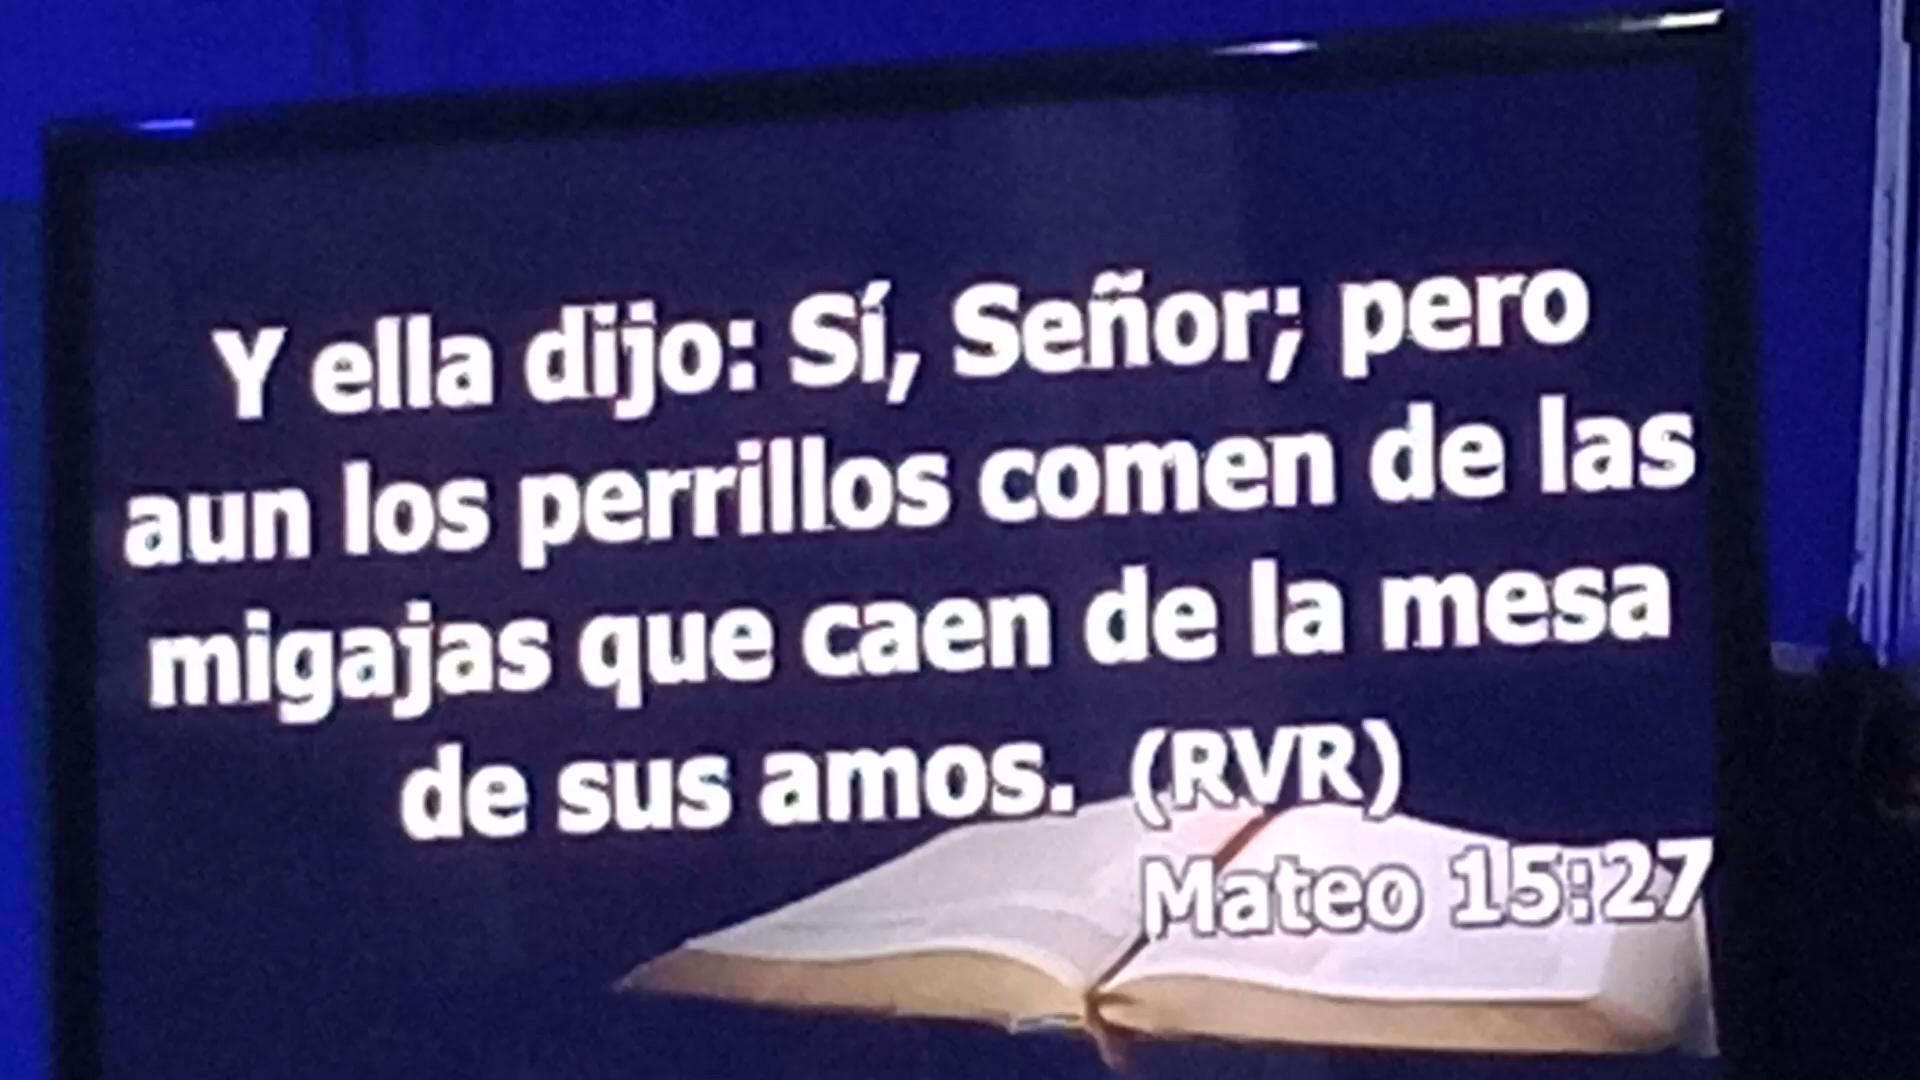 Y ella dijo: Sí, Señor; pero
aun los perrillos comen de las
migajas que caen de la mesa
de sus amos. (RVR)
Mateo 15:27